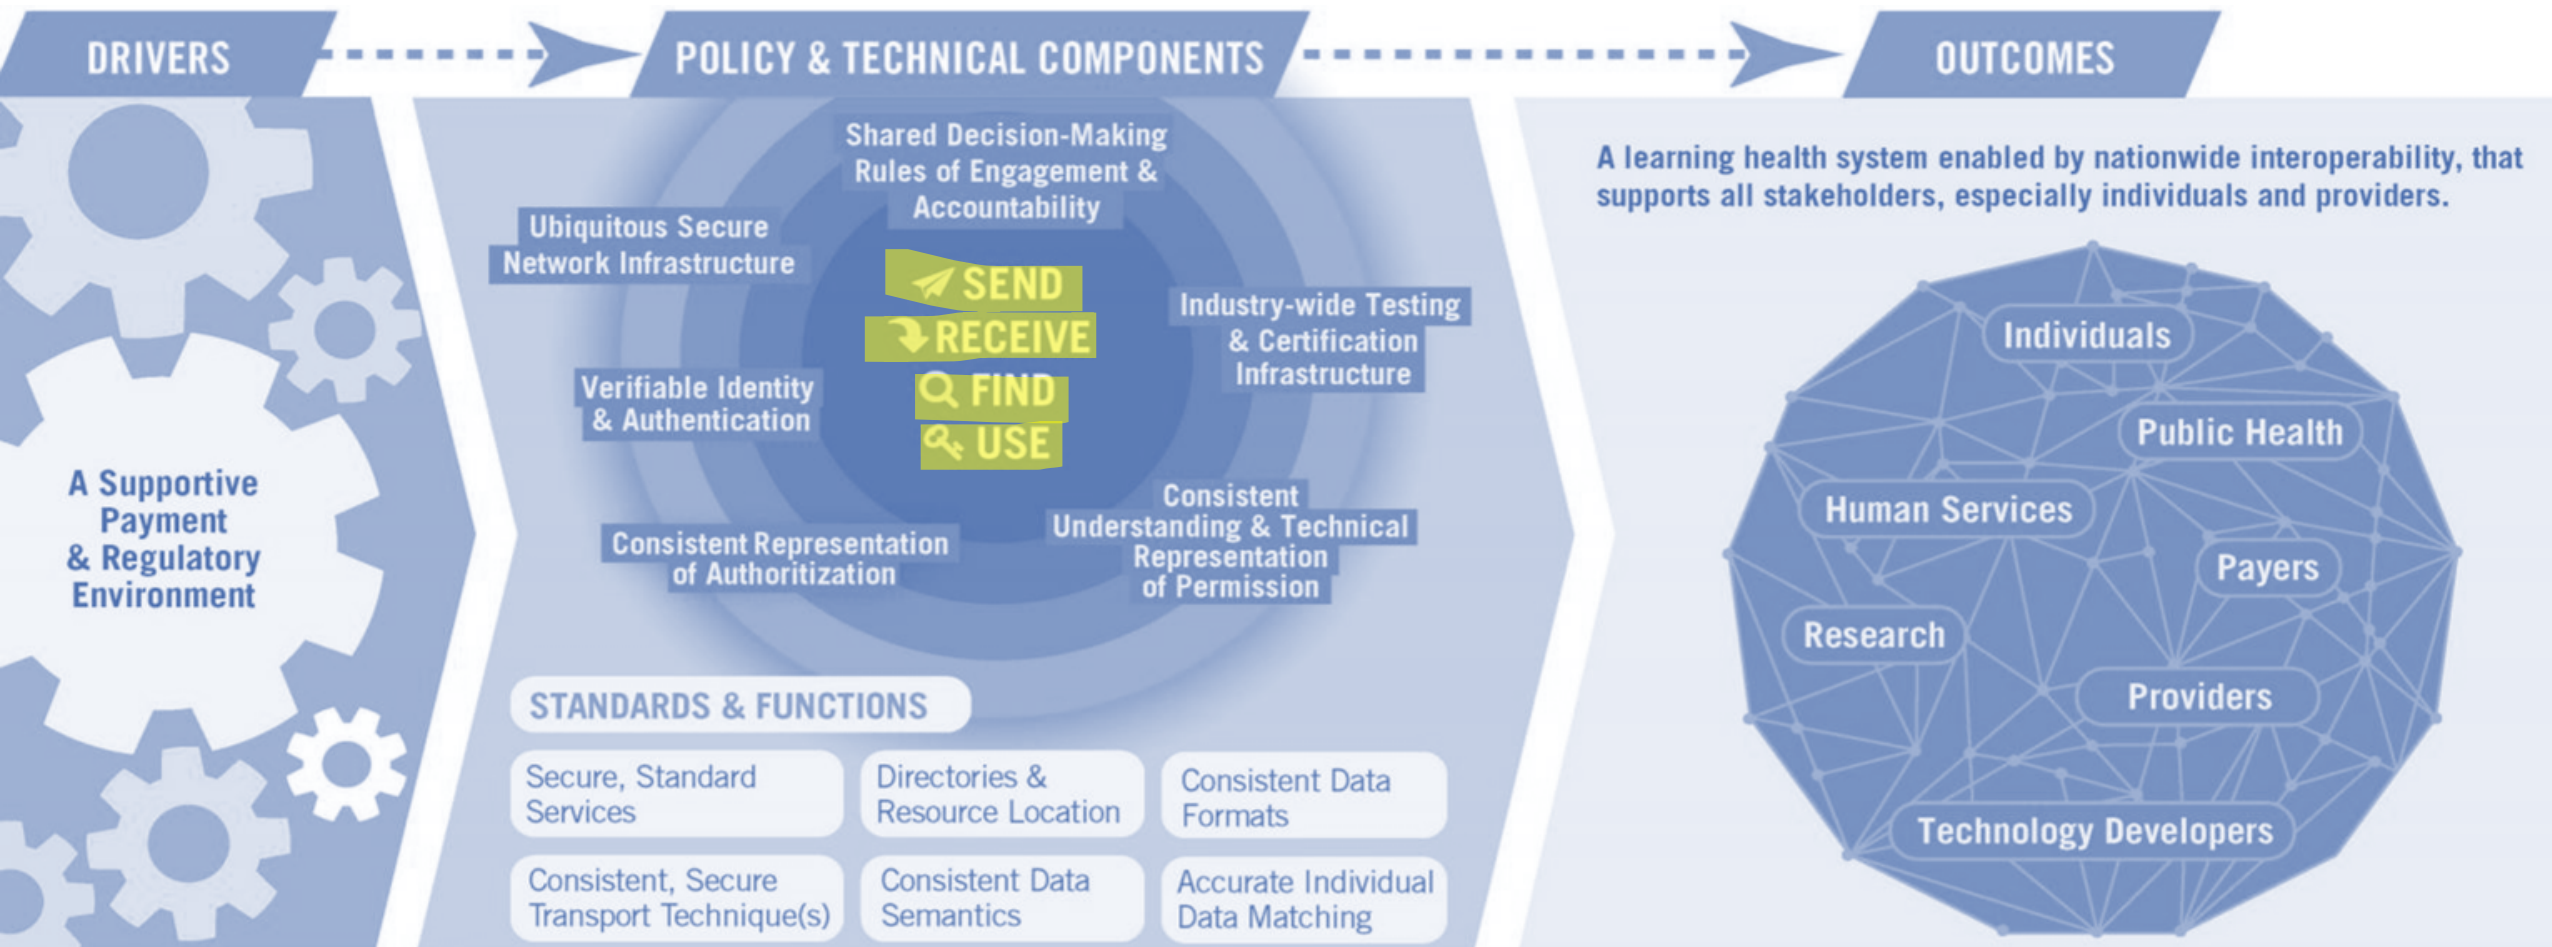 DRIVERS
POLICY & TECHNICAL COMPONENTS
OUTCOMES
A Supportive
Payment
& Regulatory
Environment
Shared Decision-Making
Rules of Engagement &
Accountability
Ubiquitous Secure
Network Infrastructure
SEND
RECEIVE
FIND
USE
Industry-wide Testing
& Certification
Infrastructure
Verifiable Identity
& Authentication
Consistent Representation
of Authoritization
Consistent
Understanding & Technical
Representation
of Permission
STANDARDS & FUNCTIONS
Secure, Standard
Services
Directories &
Resource Location
Consistent Data
Formats
Consistent, Secure
Transport Technique(s)
Consistent Data
Semantics
Accurate Individual
Data Matching
A learning health system enabled by nationwide interoperability, that
supports all stakeholders, especially individuals and providers.
Individuals
Public Health
Human Services
Payers
Research
Providers
Technology Developers